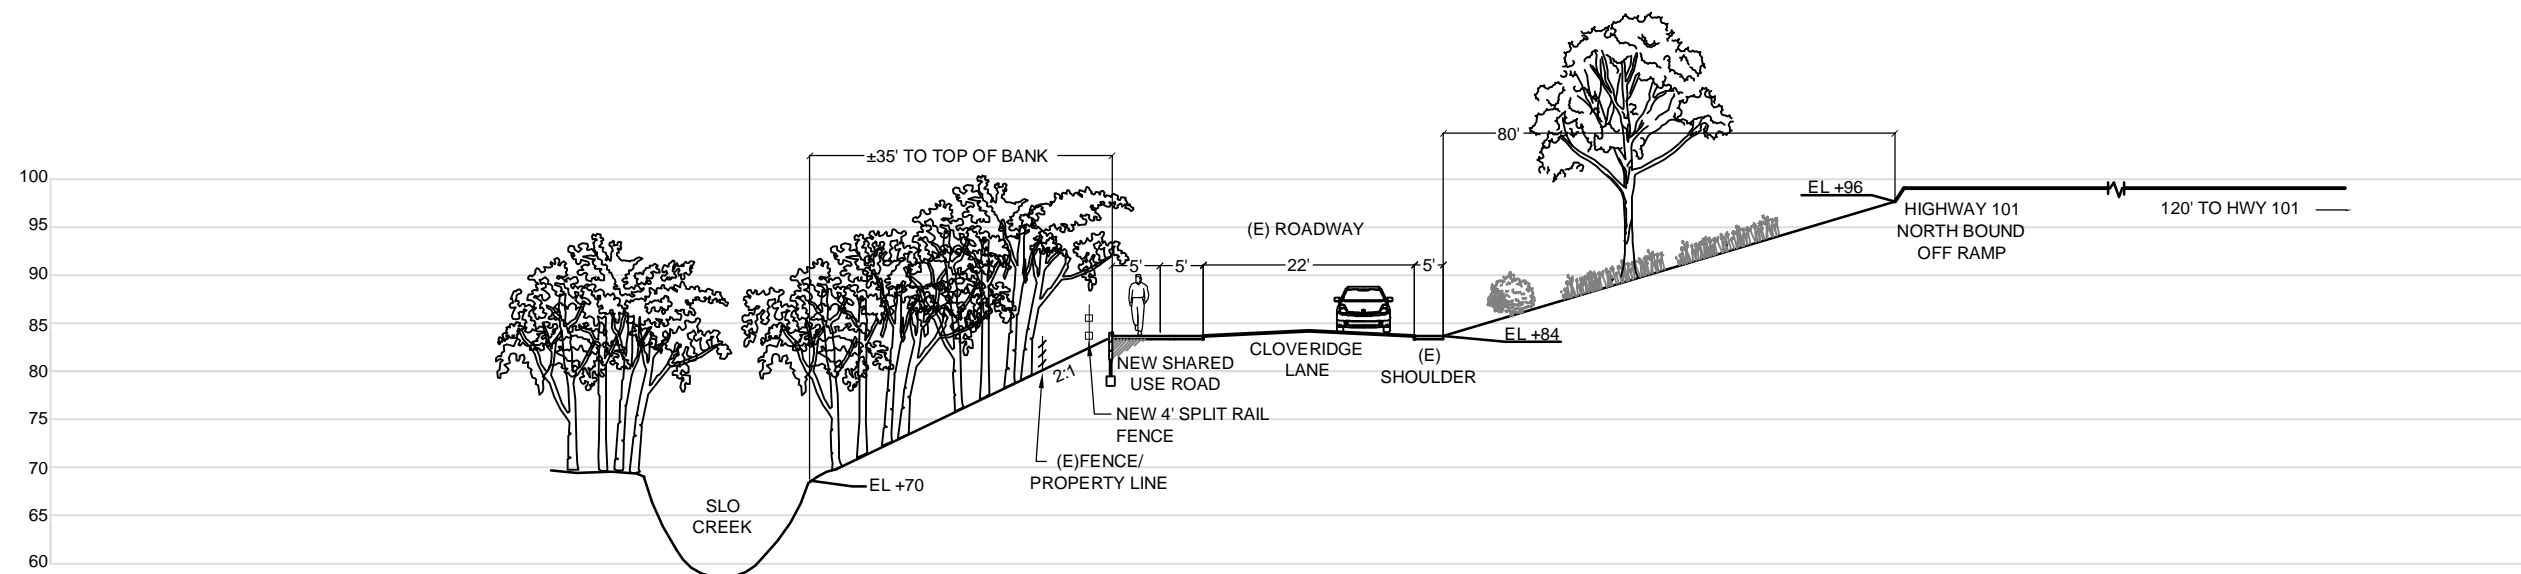 80'
±35' TO TOP OF BANK
100
EL +96
HIGHWAY 101
NORTH BOUND
OFF RAMP
120' TO HWY 101
95
(E) ROADWAY
90
5'
5'
22'
5'
85
EL +84
CLOVERIDGE
LANE
(E)
SHOULDER
NEW SHARED
USE ROAD
80
2:1
75
NEW 4' SPLIT RAIL
FENCE
70
(E)FENCE/
PROPERTY LINE
EL +70
65
SLO
CREEK
60